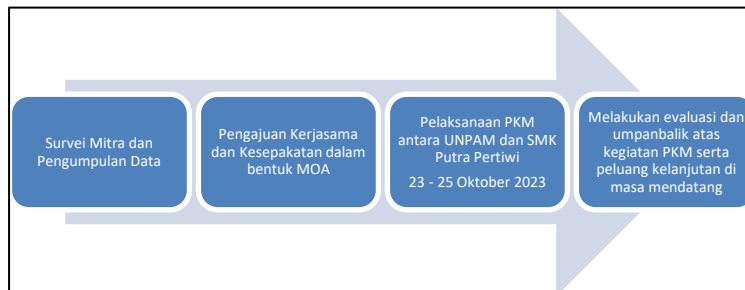 Survei Mitra dan
Pengumpulan Data
Pengajuan Kerjasama
dan Kesepakatan dalam
bentuk MOA
Pelaksanaan PKM
antara UNPAM dan SMK
Putra Pertiwi
23 - 25 Oktober 2023
Melakukan evaluasi dan
umpanbalik atas
kegiatan PKM serta
peluang kelanjutan di
masa mendatang